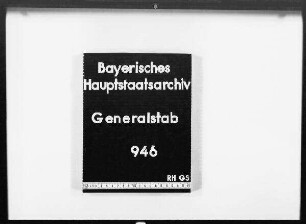 Bayerisches
Hauptstaatsarchiv
Generalstab
946
RH GS